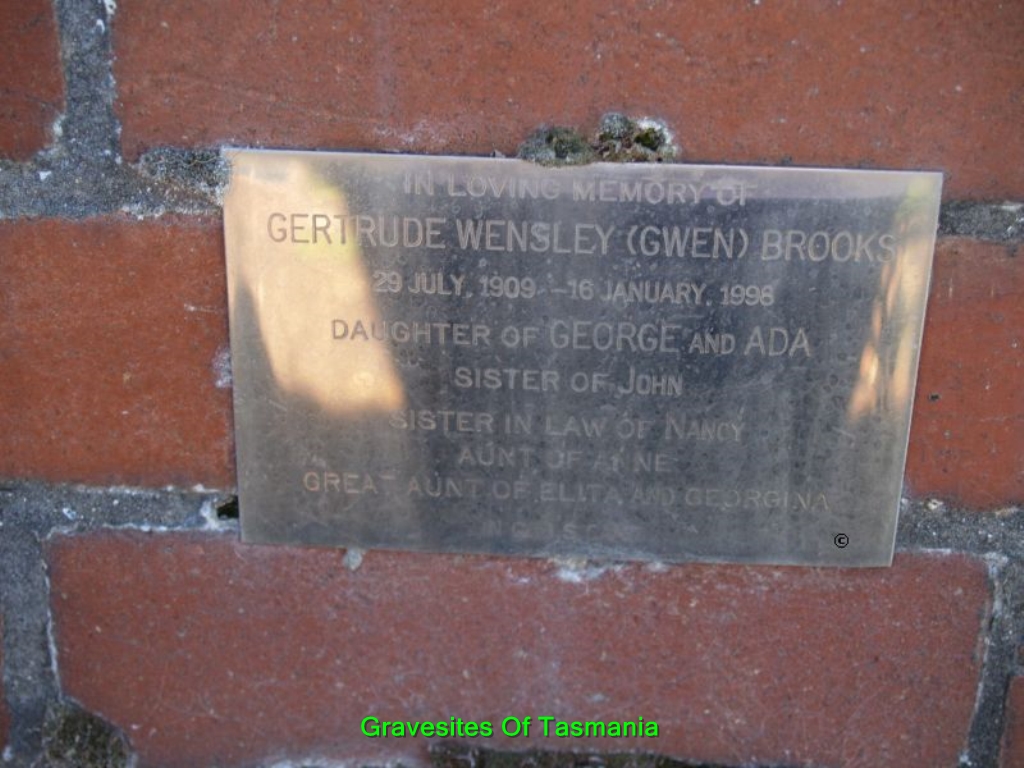 IN LOVING MEMORY OF
GERTRUDE WENSLEY (GWEN) BROOKS
29 JULY, 1909 – 16 JANUARY, 1998
DAUGHTER OF GEORGE AND ADA
SISTER OF JOHN
SISTER IN LAW OF NANCY
AUNT OF ANNE
GREAT AUNT OF ELITA AND GEORGINA
©
Gravesites Of Tasmania